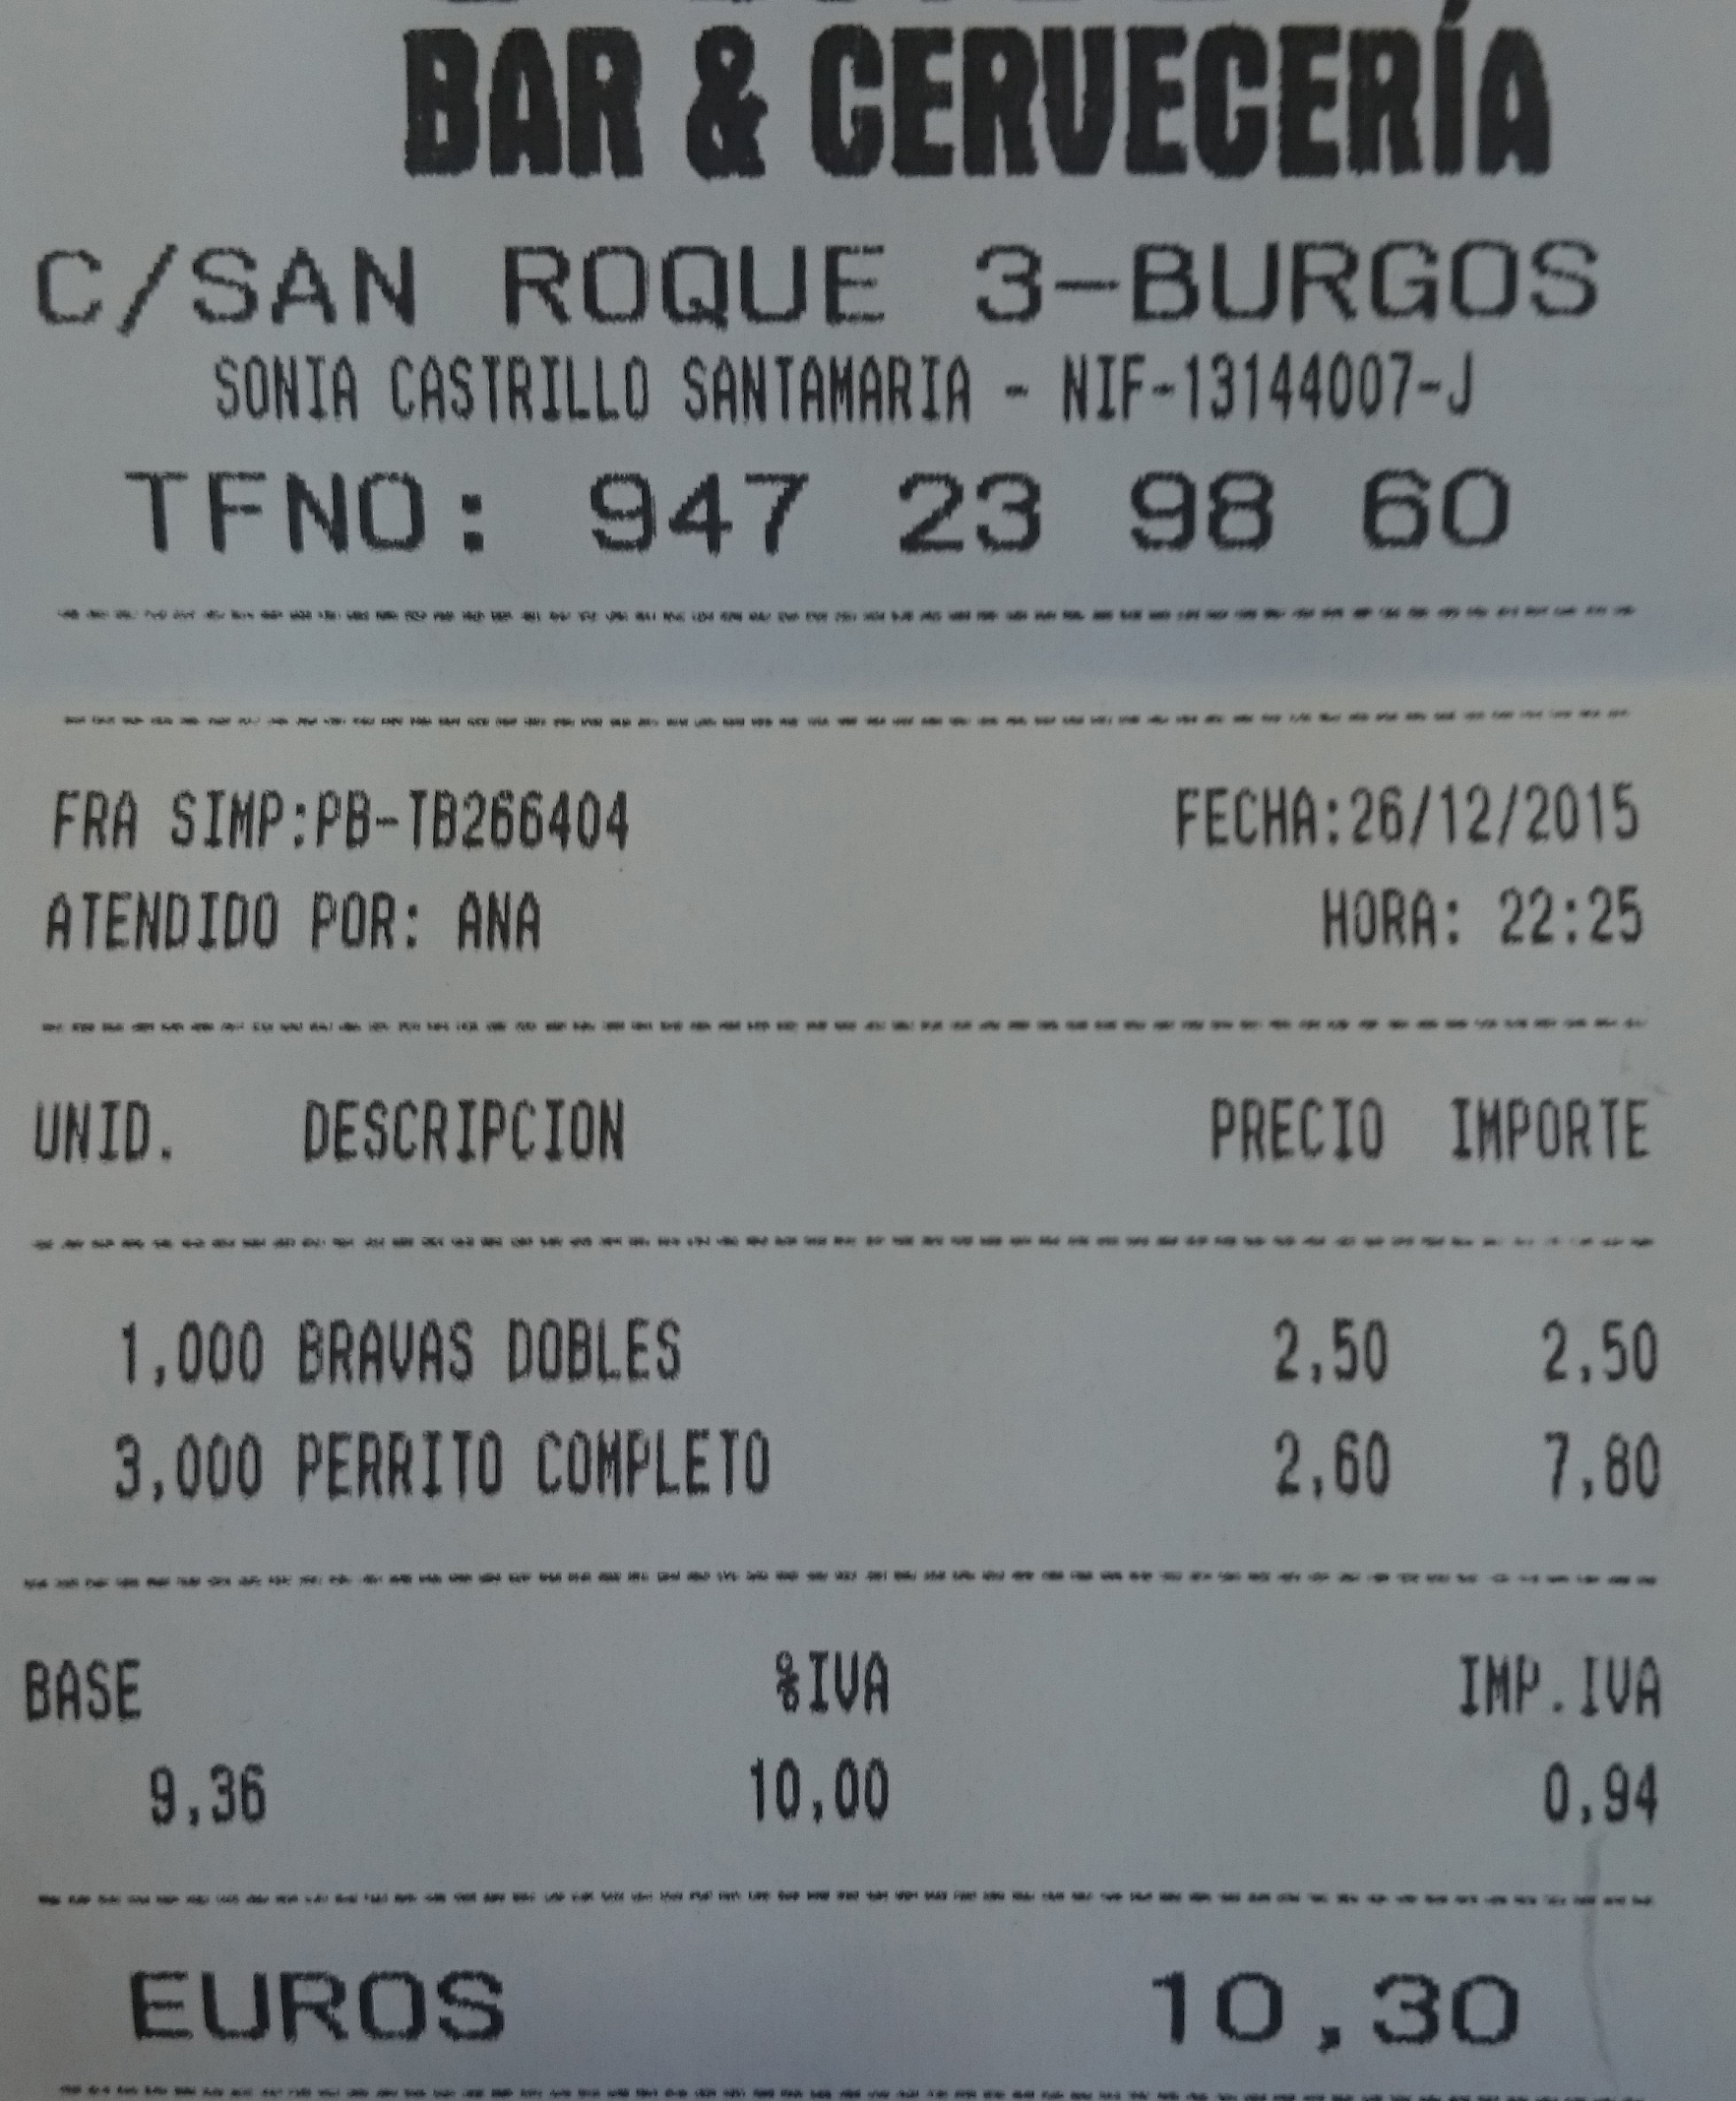 BAR & CERVECERÍA
C/SAN ROQUE 3-BURGOS
SONIA CASTRILLO SANTAMARIA - NIF-13144007-J
TFNO: 947 23 98 60
FRA SIMP:PB-TB266404 FECHA:26/12/2015
ATENDIDO POR: ANA HORA: 22:25
UNID. DESCRIPCION PRECIO IMPORTE
1,000 BRAVAS DOBLES 2,50 2,50
3,000 PERRITO COMPLETO 2,60 7,80
BASE %IVA IMP.IVA
9,36 10,00 0,94
EUROS 10,30